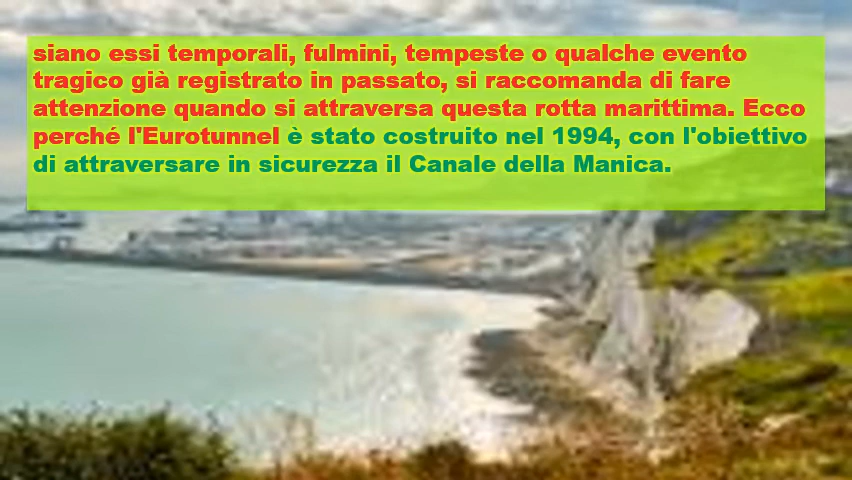 siano essi temporali, fulmini, tempeste o qualche evento
tragico già registrato in passato, si raccomanda di fare
attenzione quando si attraversa questa rotta marittima. Ecco
perché l'Eurotunnel è stato costruito nel 1994, con l'obiettivo
di attraversare in sicurezza il Canale della Manica.